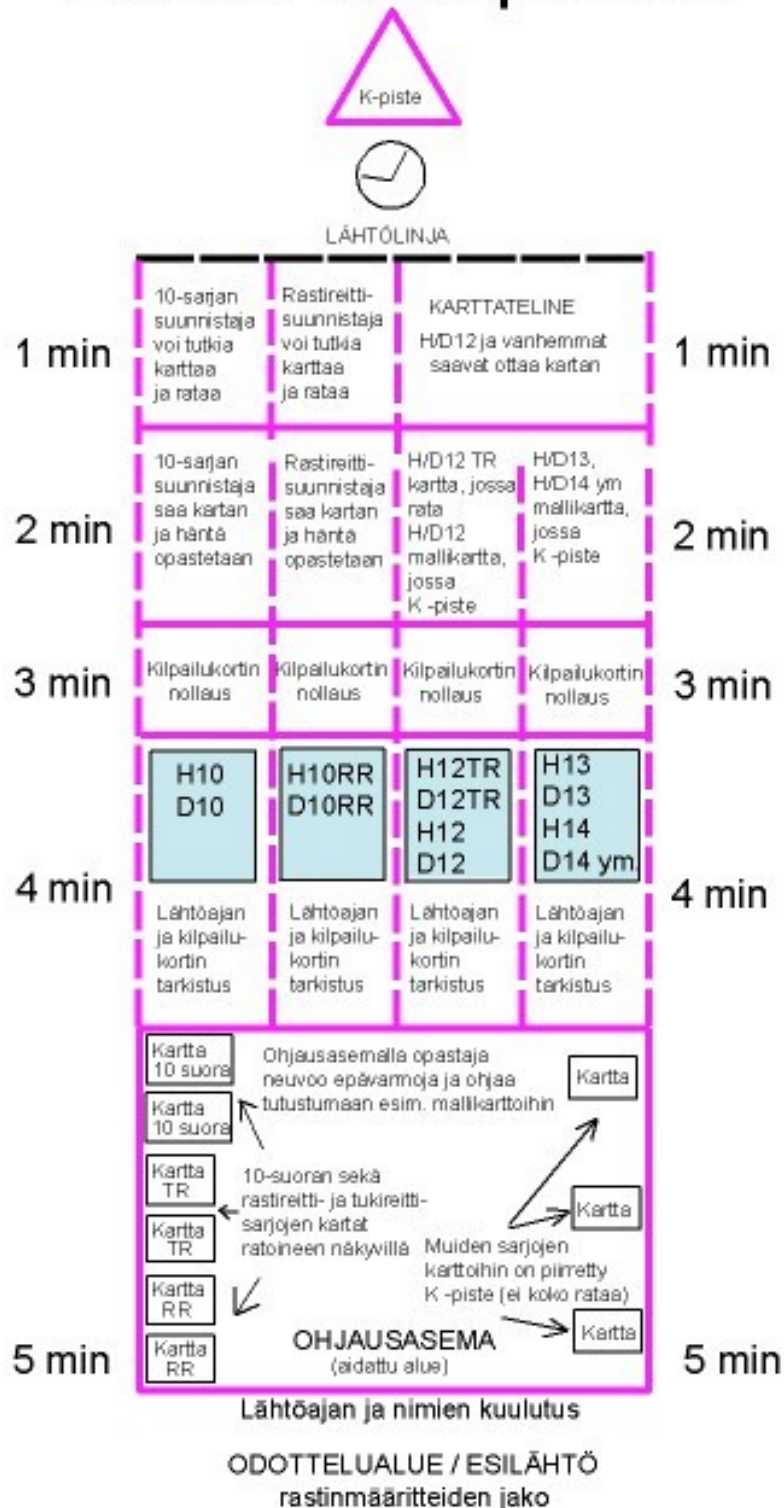 K-piste
LÄHTÖLINJA
1 min
10-sarjan
suunnistaja
voi tutkia
karttaa
ja rataa
Rastireitti-
suunnistaja
voi tutkia
karttaa
ja rataa
KARTTATELINE
H/D12 ja vanhemmat
saavat ottaa kartan
1 min
2 min
10-sarjan
suunnistaja
saa kartan
ja häntä
opastetaan
Rastireitti-
suunnistaja
saa kartan
ja häntä
opastetaan
H/D12 TR
kartta, jossa
rata
H/D12
mallikartta,
jossa
K -piste
H/D13,
H/D14 ym
mallikartta,
jossa
K -piste
2 min
3 min
Kilpailukortin
nollaus
Kilpailukortin
nollaus
Kilpailukortin
nollaus
Kilpailukortin
nollaus
3 min
4 min
H10
D10
Lähtöajan
ja kilpailu-
kortin
tarkistus
H10RR
D10RR
Lähtöajan
ja kilpailu-
kortin
tarkistus
H12TR
D12TR
H12
D12
Lähtöajan
ja kilpailu-
kortin
tarkistus
H13
D13
H14
D14 ym.
Lähtöajan
ja kilpailu-
kortin
tarkistus
4 min
Kartta
10 suora
Kartta
10 suora
Kartta
TR
Kartta
TR
Kartta
RR
Kartta
RR
Ohjausasemalla opastaja
neuvoo epävarmoja ja ohjaa
tutustumaan esim. mallikarttoihin
10-suoran sekä
rastireitti- ja tukireitti-
sarjojen kartat
ratoineen näkyvillä
Kartta
Kartta
Muiden sarjojen
karttoihin on piirretty
K -piste (ei koko rataa)
Kartta
5 min
OHJAUSASEMA
(aidattu alue)
5 min
Lähtöajan ja nimien kuulutus
ODOTTELUALUE / ESILÄHTÖ
rastinmääritteiden jako